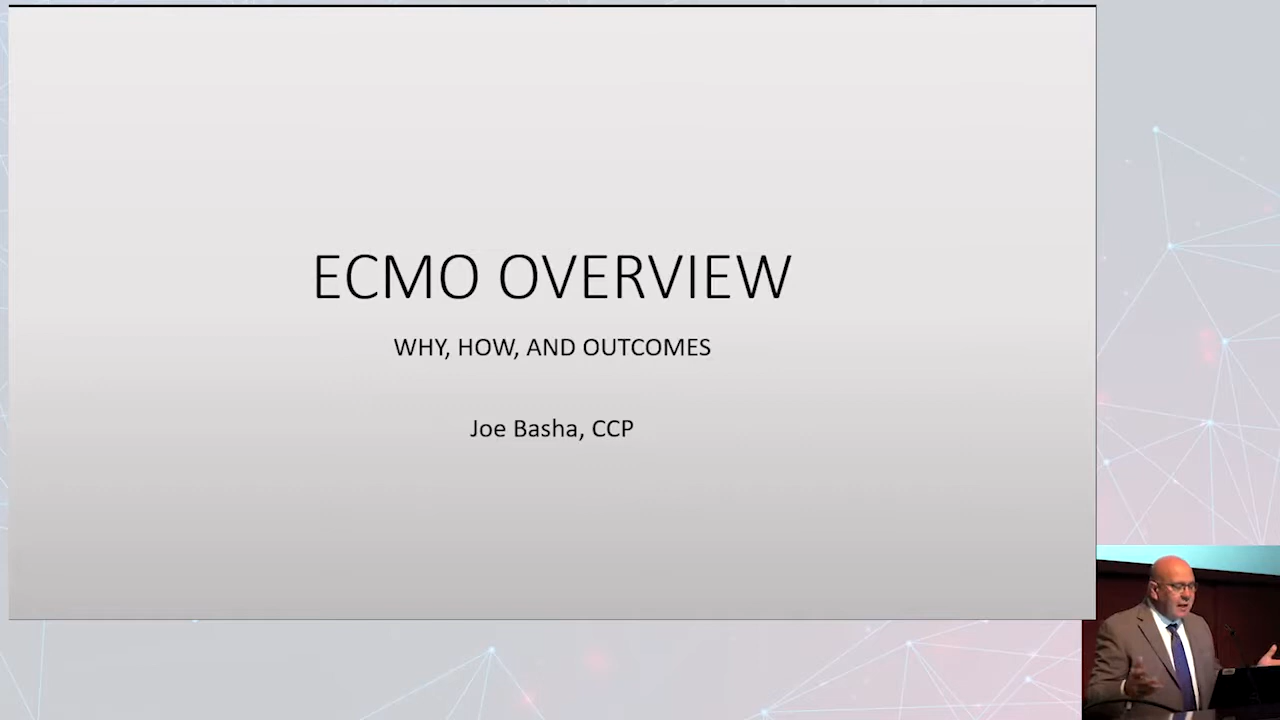 ECMO OVERVIEW
WHY, HOW, AND OUTCOMES
Joe Basha, CCP